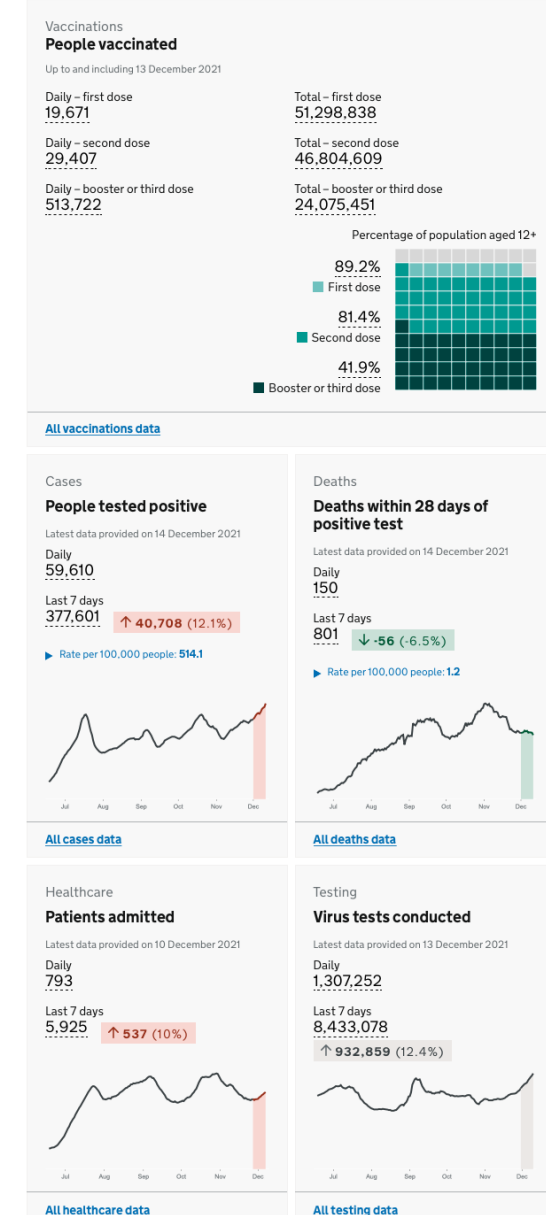 Vaccinations
People vaccinated
Up to and including 13 December 2021
Daily – first dose
19,671
Total – first dose
51,298,838
Daily – second dose
29,407
Total – second dose
46,804,609
Daily – booster or third dose
513,722
Total – booster or third dose
24,075,451
Percentage of population aged 12+
89.2%
First dose
81.4%
Second dose
41.9%
Booster or third dose
All vaccinations data
Cases
People tested positive
Latest data provided on 14 December 2021
Daily
59,610
Last 7 days
377,601 ↑ 40,708 (12.1%)
▶ Rate per 100,000 people: 514.1
Jul Aug Sep Oct Nov Dec
All cases data
Deaths
Deaths within 28 days of
positive test
Latest data provided on 14 December 2021
Daily
150
Last 7 days
801 ↓ -56 (-6.5%)
▶ Rate per 100,000 people: 1.2
Jul Aug Sep Oct Nov Dec
All deaths data
Healthcare
Patients admitted
Latest data provided on 10 December 2021
Daily
793
Last 7 days
5,925 ↑ 537 (10%)
Jul Aug Sep Oct Nov Dec
All healthcare data
Testing
Virus tests conducted
Latest data provided on 13 December 2021
Daily
1,307,252
Last 7 days
8,433,078
↑ 932,859 (12.4%)
Jul Aug Sep Oct Nov Dec
All testing data